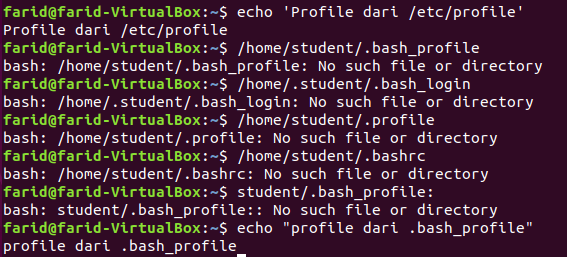 farid@farid-VirtualBox:~$ echo 'Profile dari /etc/profile'
Profile dari /etc/profile
farid@farid-VirtualBox:~$ /home/student/.bash_profile
bash: /home/student/.bash_profile: No such file or directory
farid@farid-VirtualBox:~$ /home/.student/.bash_login
bash: /home/.student/.bash_login: No such file or directory
farid@farid-VirtualBox:~$ /home/student/.profile
bash: /home/student/.profile: No such file or directory
farid@farid-VirtualBox:~$ /home/student/.bashrc
bash: /home/student/.bashrc: No such file or directory
farid@farid-VirtualBox:~$ student/.bash_profile:
bash: student/.bash_profile:: No such file or directory
farid@farid-VirtualBox:~$ echo "profile dari .bash_profile"
profile dari .bash_profile